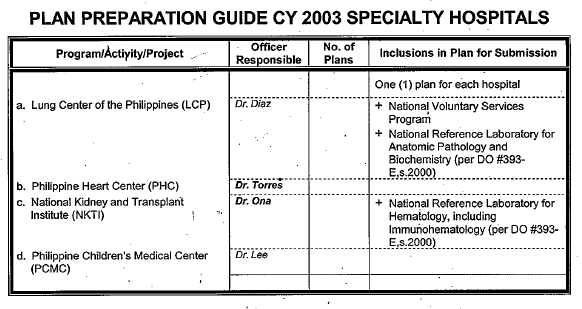 PLAN PREPARATION GUIDE CY 2003 SPECIALTY HOSPITALS
Program/Activity/Project
Officer
Responsible
No. of
Plans
Inclusions in Plan for Submission
One (1) plan for each hospital
a. Lung Center of the Philippines (LCP)
Dr. Diaz
+ National Voluntary Services
Program
+ National Reference Laboratory for
Anatomic Pathology and
Biochemistry (per DO #393-
E,s.2000)
b. Philippine Heart Center (PHC)
Dr. Torres
c. National Kidney and Transplant
Institute (NKTI)
Dr. Ona
+ National Reference Laboratory for
Hematology, including
Immunohematology (per DO #393-
E,s.2000)
d. Philippine Children's Medical Center
(PCMC)
Dr. Lee